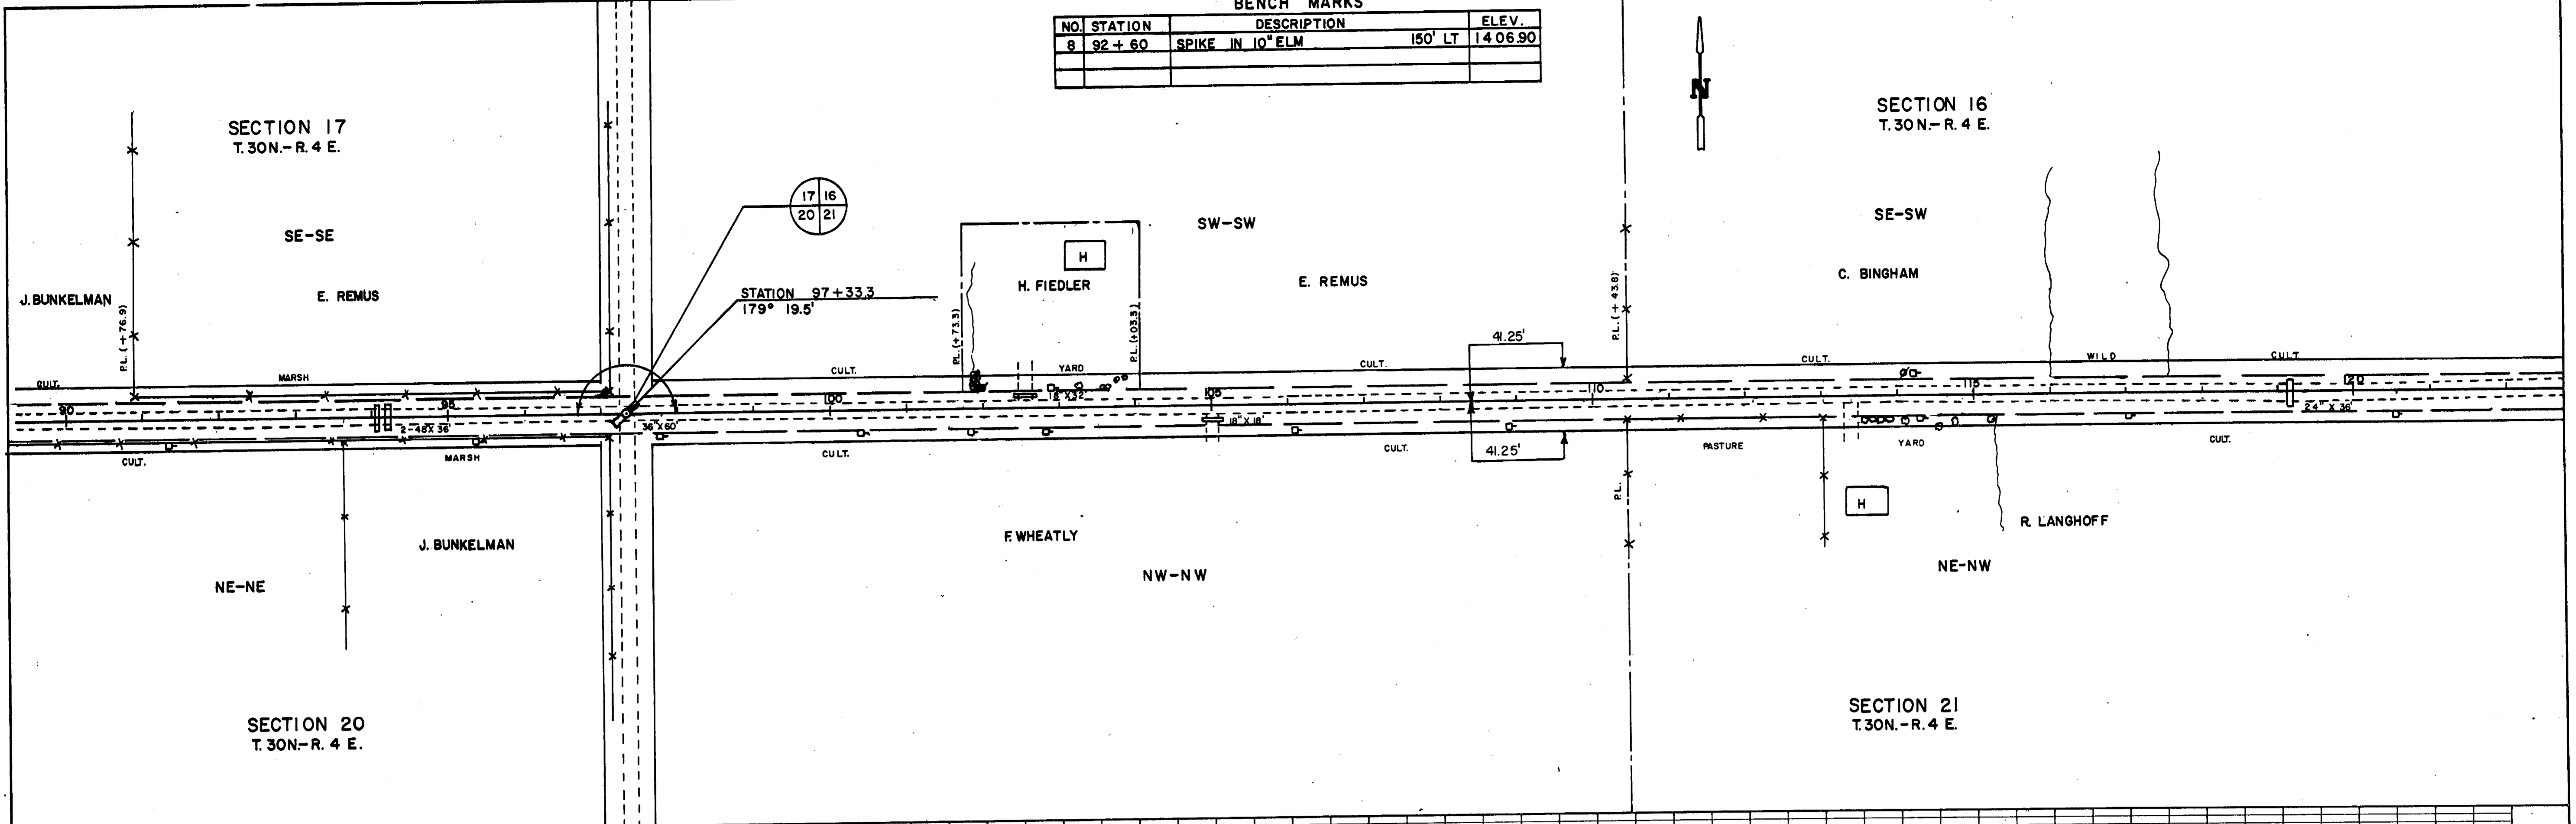 BENCH MARKS
NO. STATION DESCRIPTION ELEV.
8 92+60 SPIKE IN 10" ELM 150' LT 1406.90
N
SECTION 17
T. 30N.-R. 4 E.
SECTION 16
T. 30N.-R. 4 E.
17 16
20 21
SE-SE
SW-SW
SE-SW
J. BUNKELMAN
E. REMUS
STATION 97+33.3
179° 19.5'
H
H. FIEDLER
E. REMUS
C. BINGHAM
P.L. (+76.9)
P.L. (+73.3)
P.L. (+03.3)
P.L. (+43.8)
41.25'
CULT.
MARSH
CULT.
YARD
CULT.
CULT.
WILD
CULT.
90
95
100
105
110
115
120
2-48 X 36'
36" X 60'
18" X 32'
18" X 18'
24" X 36'
CULT.
MARSH
CULT.
CULT.
41.25'
PASTURE
YARD
CULT.
P.L.
H
R. LANGHOFF
J. BUNKELMAN
F. WHEATLY
NE-NE
NW-NW
NE-NW
SECTION 20
T. 30N.-R. 4 E.
SECTION 21
T. 30N.-R. 4 E.